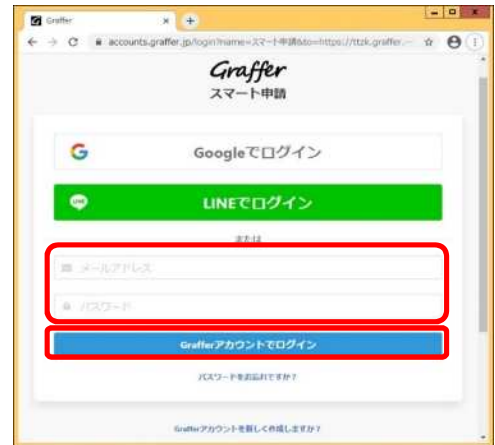 Graffer
accounts.graffer.jp/login?name=スマート申請&to=https://ttzk.graffer.…
Graffer
スマート申請
Googleでログイン
LINE
LINEでログイン
または
メールアドレス
パスワード
Grafferアカウントでログイン
パスワードをお忘れですか？
Grafferアカウントを新しく作成しますか？